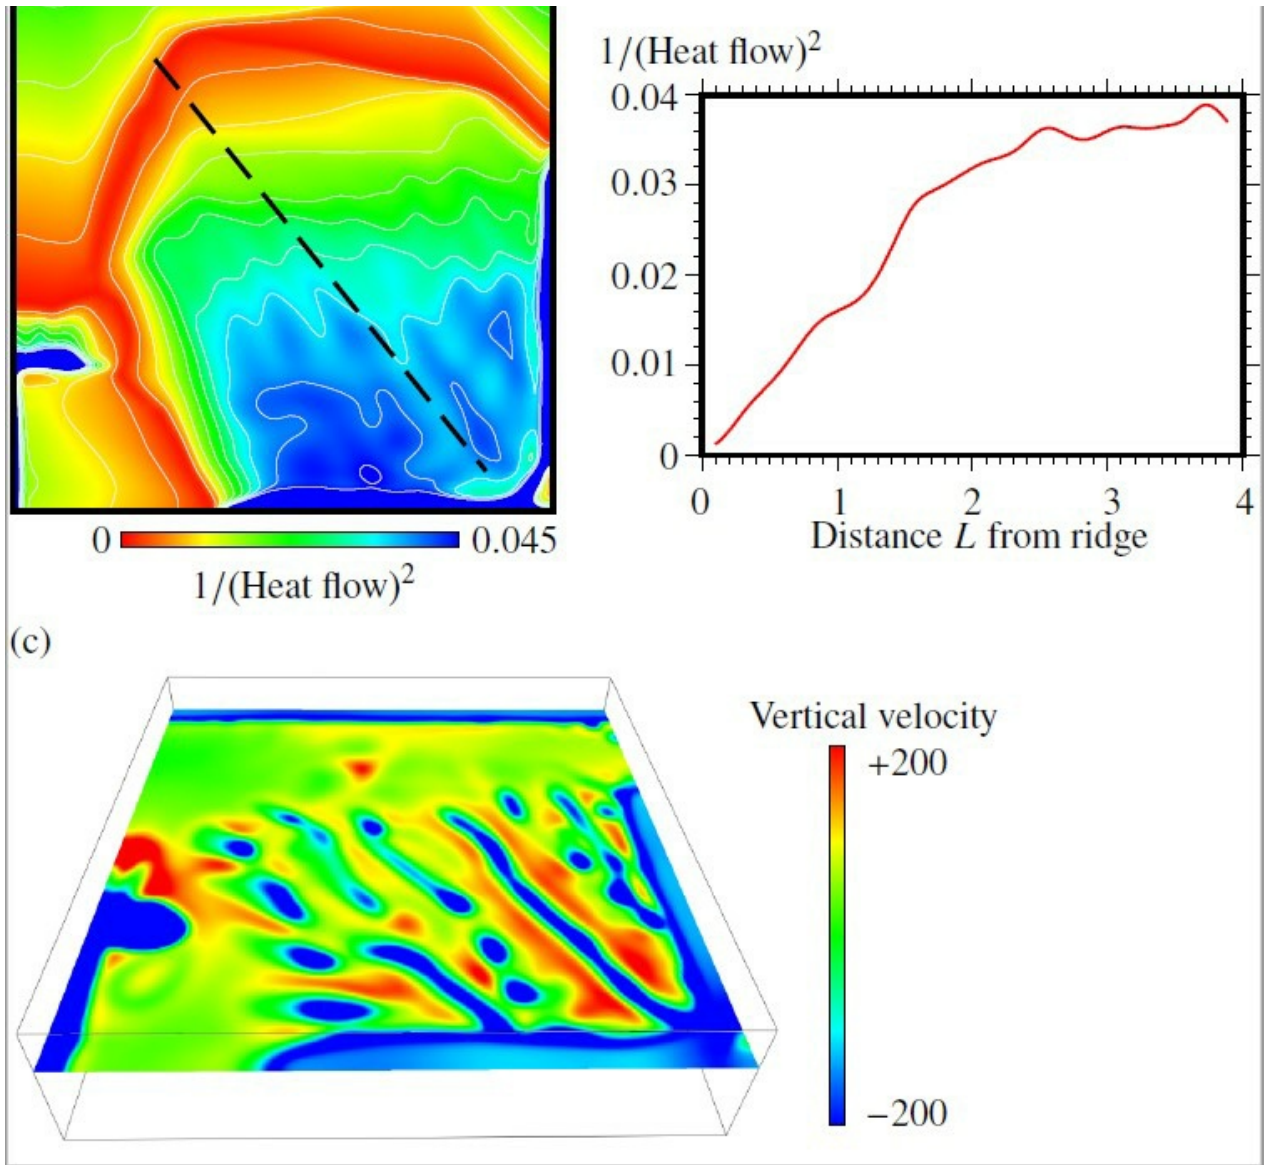 1/(Heat flow)²
0.04
0.03
0.02
0.01
0
0 1 2 3 4
Distance L from ridge
0 0.045
1/(Heat flow)²
(c)
Vertical velocity
+200
−200